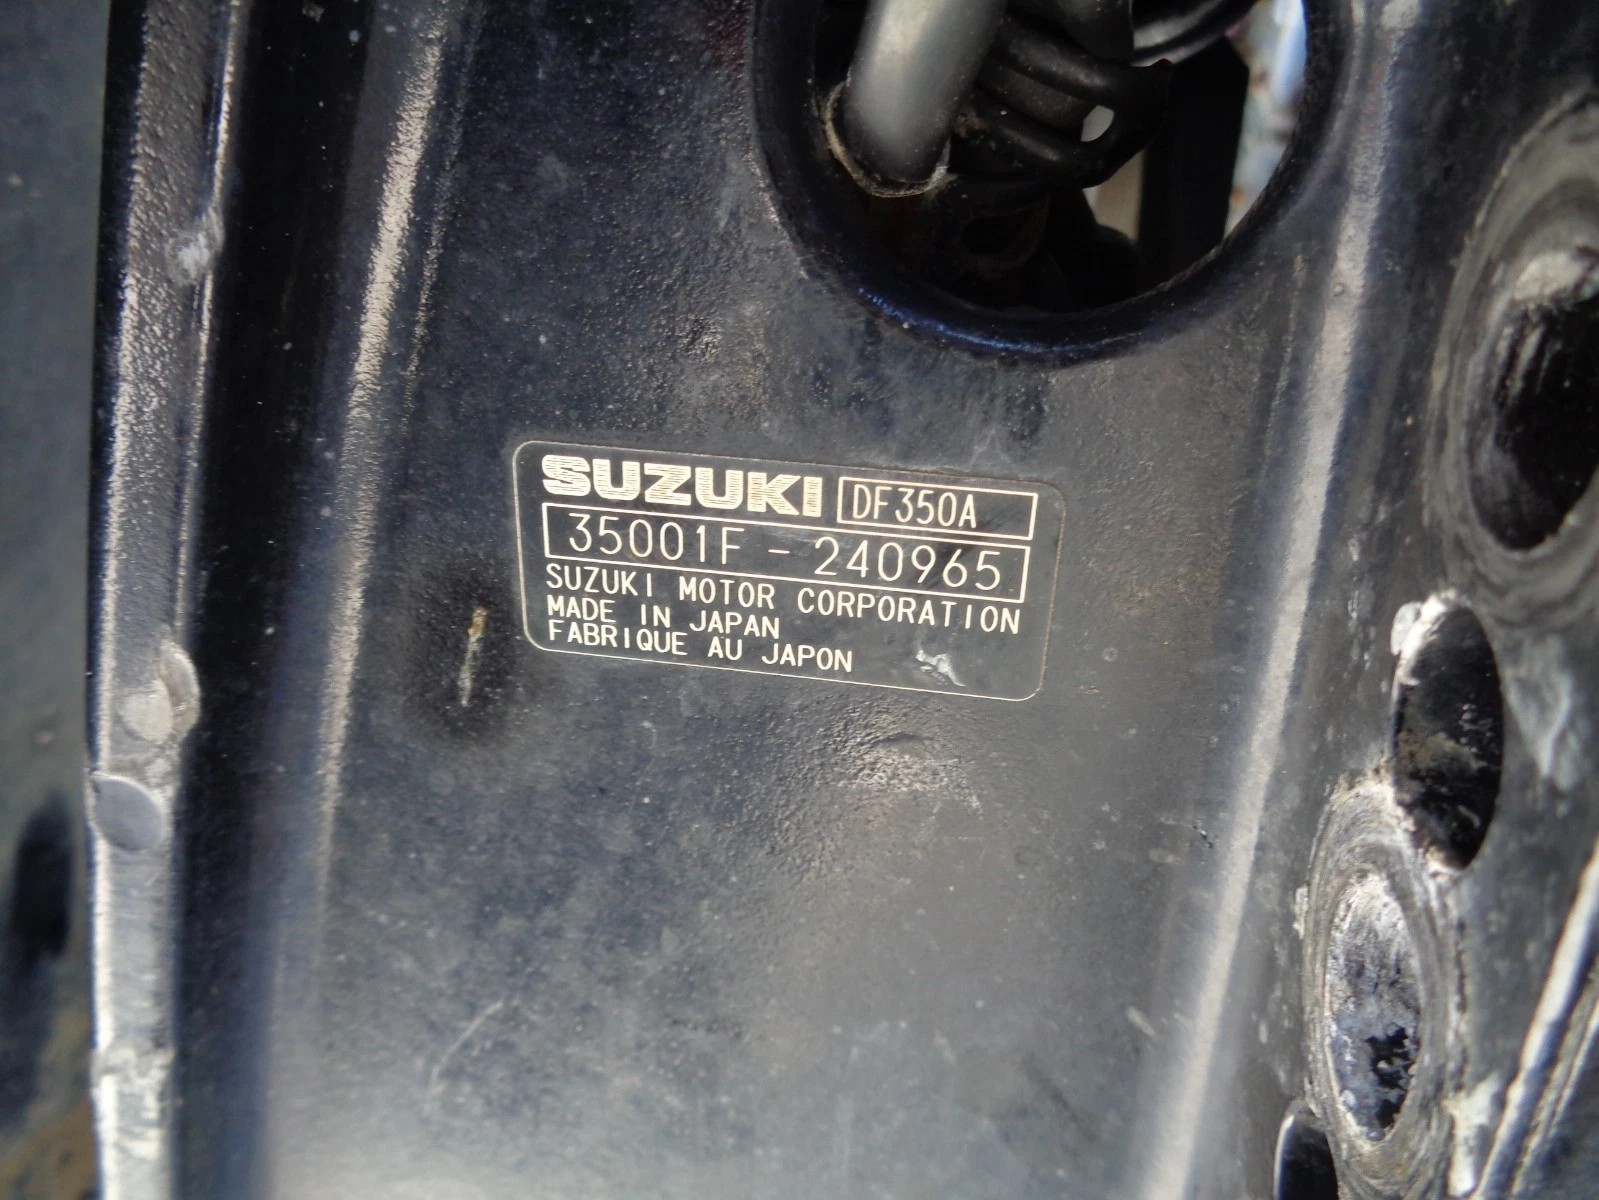 SUZUKI DF350A
35001F - 240965
SUZUKI MOTOR CORPORATION
MADE IN JAPAN
FABRIQUE AU JAPON